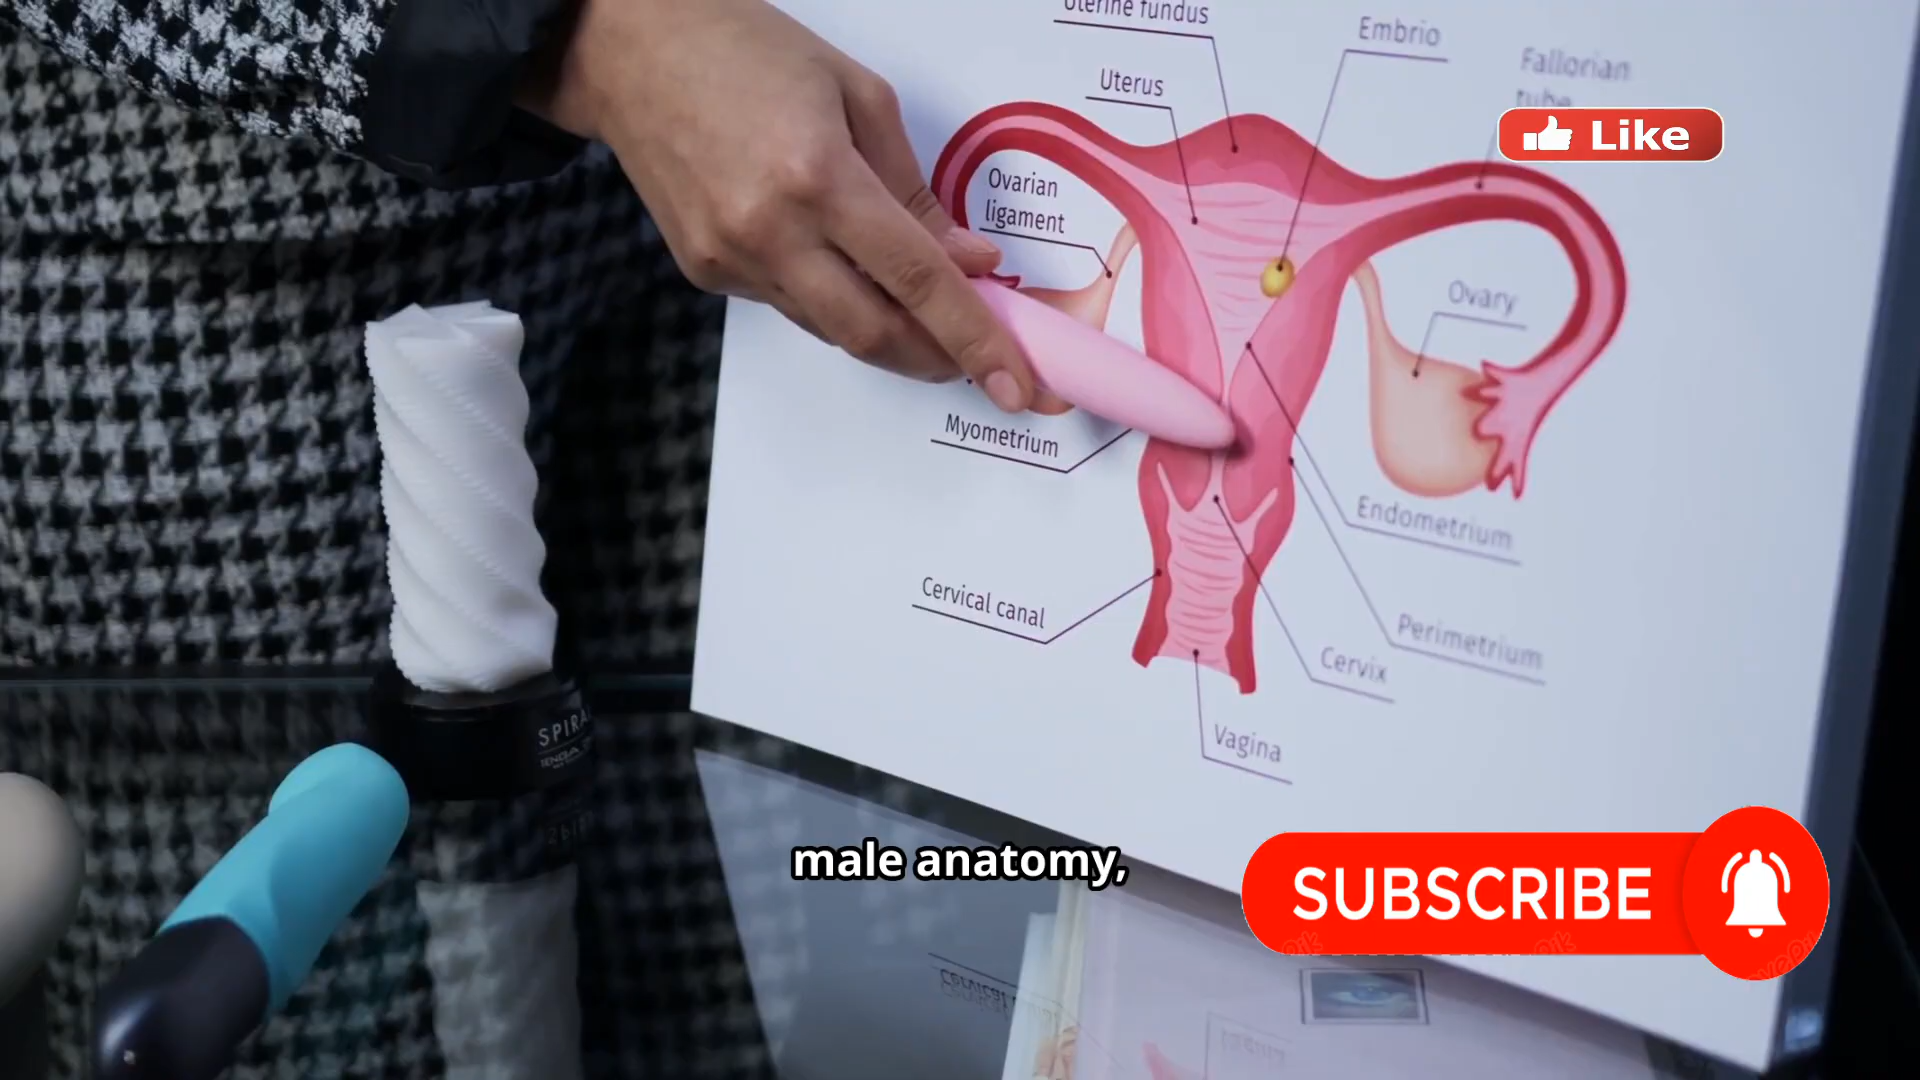 Uterine fundus
Embrio
Fallorian
tube
Uterus
Like
Ovarian
ligament
Ovary
Myometrium
Endometrium
Cervical canal
Perimetrium
Cervix
SPIRAL
Vagina
male anatomy,
SUBSCRIBE